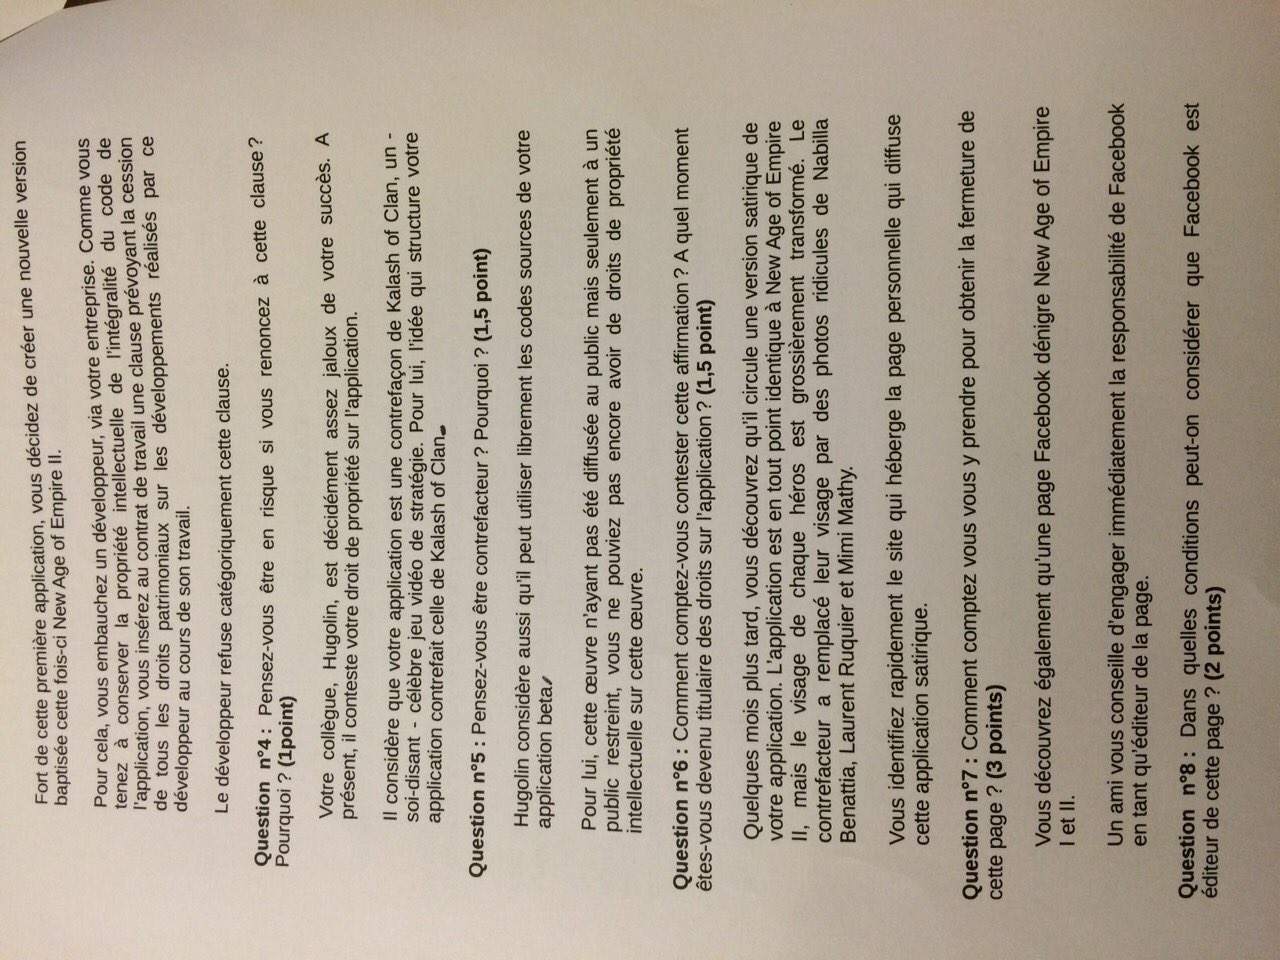 Fort de cette première application, vous décidez de créer une nouvelle version
baptisée cette fois-ci New Age of Empire II.
Pour cela, vous embauchez un développeur, via votre entreprise. Comme vous
tenez à conserver la propriété intellectuelle de l'intégralité du code de
l'application, vous insérez au contrat de travail une clause prévoyant la cession
de tous les droits patrimoniaux sur les développements réalisés par ce
développeur au cours de son travail.
Le développeur refuse catégoriquement cette clause.
Question n°4 : Pensez-vous être en risque si vous renoncez à cette clause ?
Pourquoi ? (1point)
Votre collègue, Hugolin, est décidément assez jaloux de votre succès. A
présent, il conteste votre droit de propriété sur l'application.
Il considère que votre application est une contrefaçon de Kalash of Clan, un -
soi-disant - célèbre jeu vidéo de stratégie. Pour lui, l'idée qui structure votre
application contrefait celle de Kalash of Clan.
Question n°5 : Pensez-vous être contrefacteur ? Pourquoi ? (1,5 point)
Hugolin considère aussi qu'il peut utiliser librement les codes sources de votre
application beta.
Pour lui, cette œuvre n'ayant pas été diffusée au public mais seulement à un
public restreint, vous ne pouviez pas encore avoir de droits de propriété
intellectuelle sur cette œuvre.
Question n°6 : Comment comptez-vous contester cette affirmation ? A quel moment
êtes-vous devenu titulaire des droits sur l'application ? (1,5 point)
Quelques mois plus tard, vous découvrez qu'il circule une version satirique de
votre application. L'application est en tout point identique à New Age of Empire
II, mais le visage de chaque héros est grossièrement transformé. Le
contrefacteur a remplacé leur visage par des photos ridicules de Nabilla
Benattia, Laurent Ruquier et Mimi Mathy.
Vous identifiez rapidement le site qui héberge la page personnelle qui diffuse
cette application satirique.
Question n°7 : Comment comptez vous vous y prendre pour obtenir la fermeture de
cette page ? (3 points)
Vous découvrez également qu'une page Facebook dénigre New Age of Empire
I et II.
Un ami vous conseille d'engager immédiatement la responsabilité de Facebook
en tant qu'éditeur de la page.
Question n°8 : Dans quelles conditions peut-on considérer que Facebook est
éditeur de cette page ? (2 points)